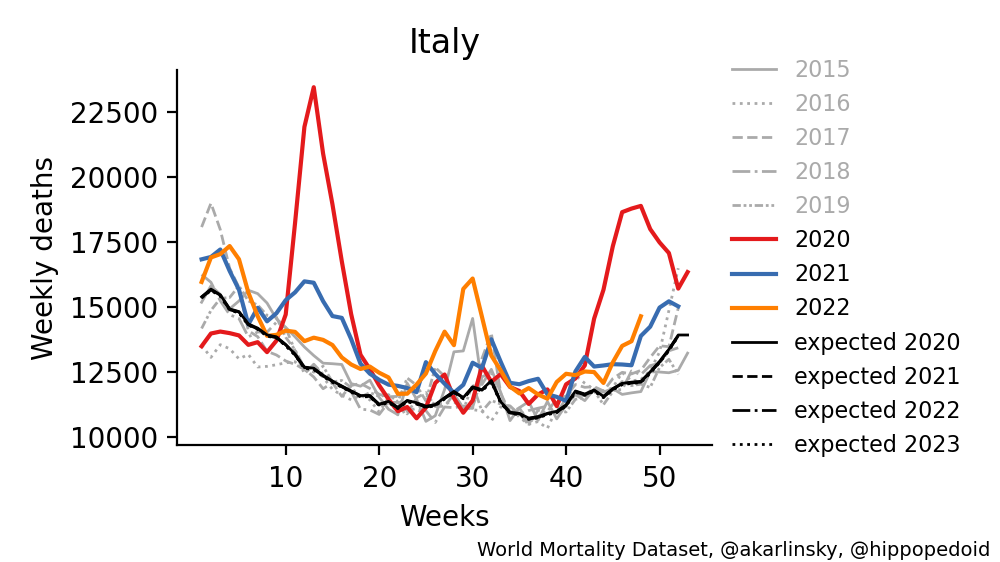 Italy
22500
20000
17500
15000
12500
10000
Weekly deaths
10
20
30
40
50
Weeks
2015
2016
2017
2018
2019
2020
2021
2022
expected 2020
expected 2021
expected 2022
expected 2023
World Mortality Dataset, @akarlinsky, @hippopedoid